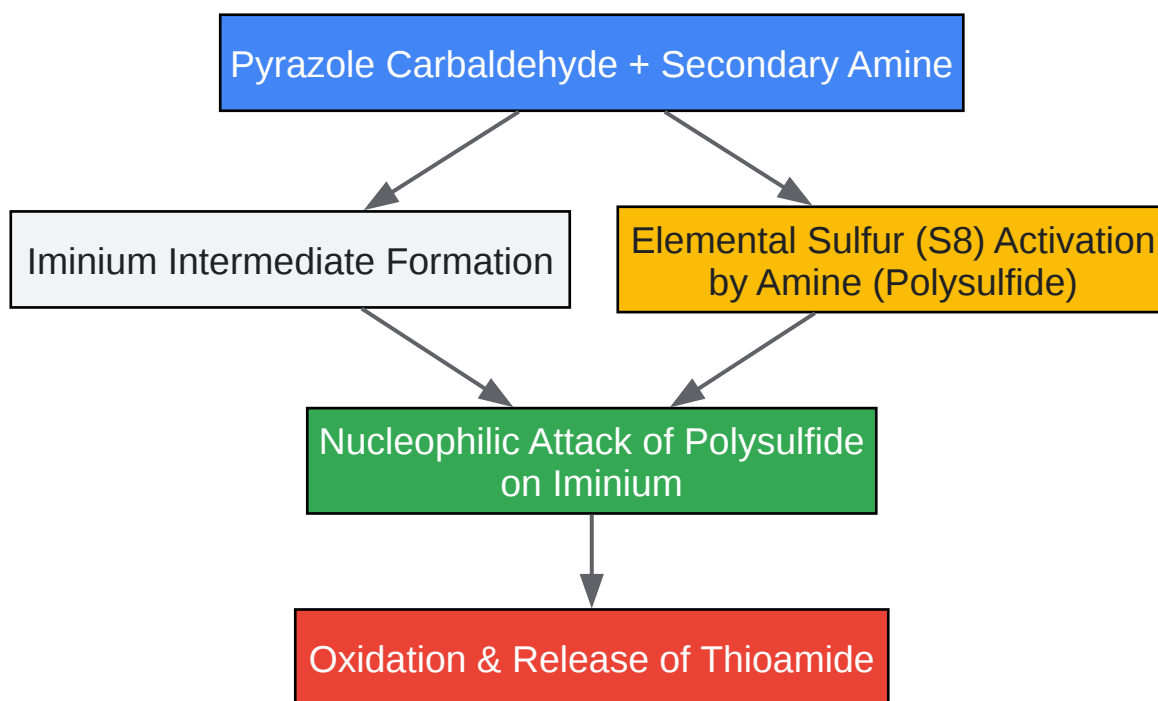 Pyrazole Carbaldehyde + Secondary Amine
Iminium Intermediate Formation
Elemental Sulfur (S8) Activation
by Amine (Polysulfide)
Nucleophilic Attack of Polysulfide
on Iminium
Oxidation & Release of Thioamide